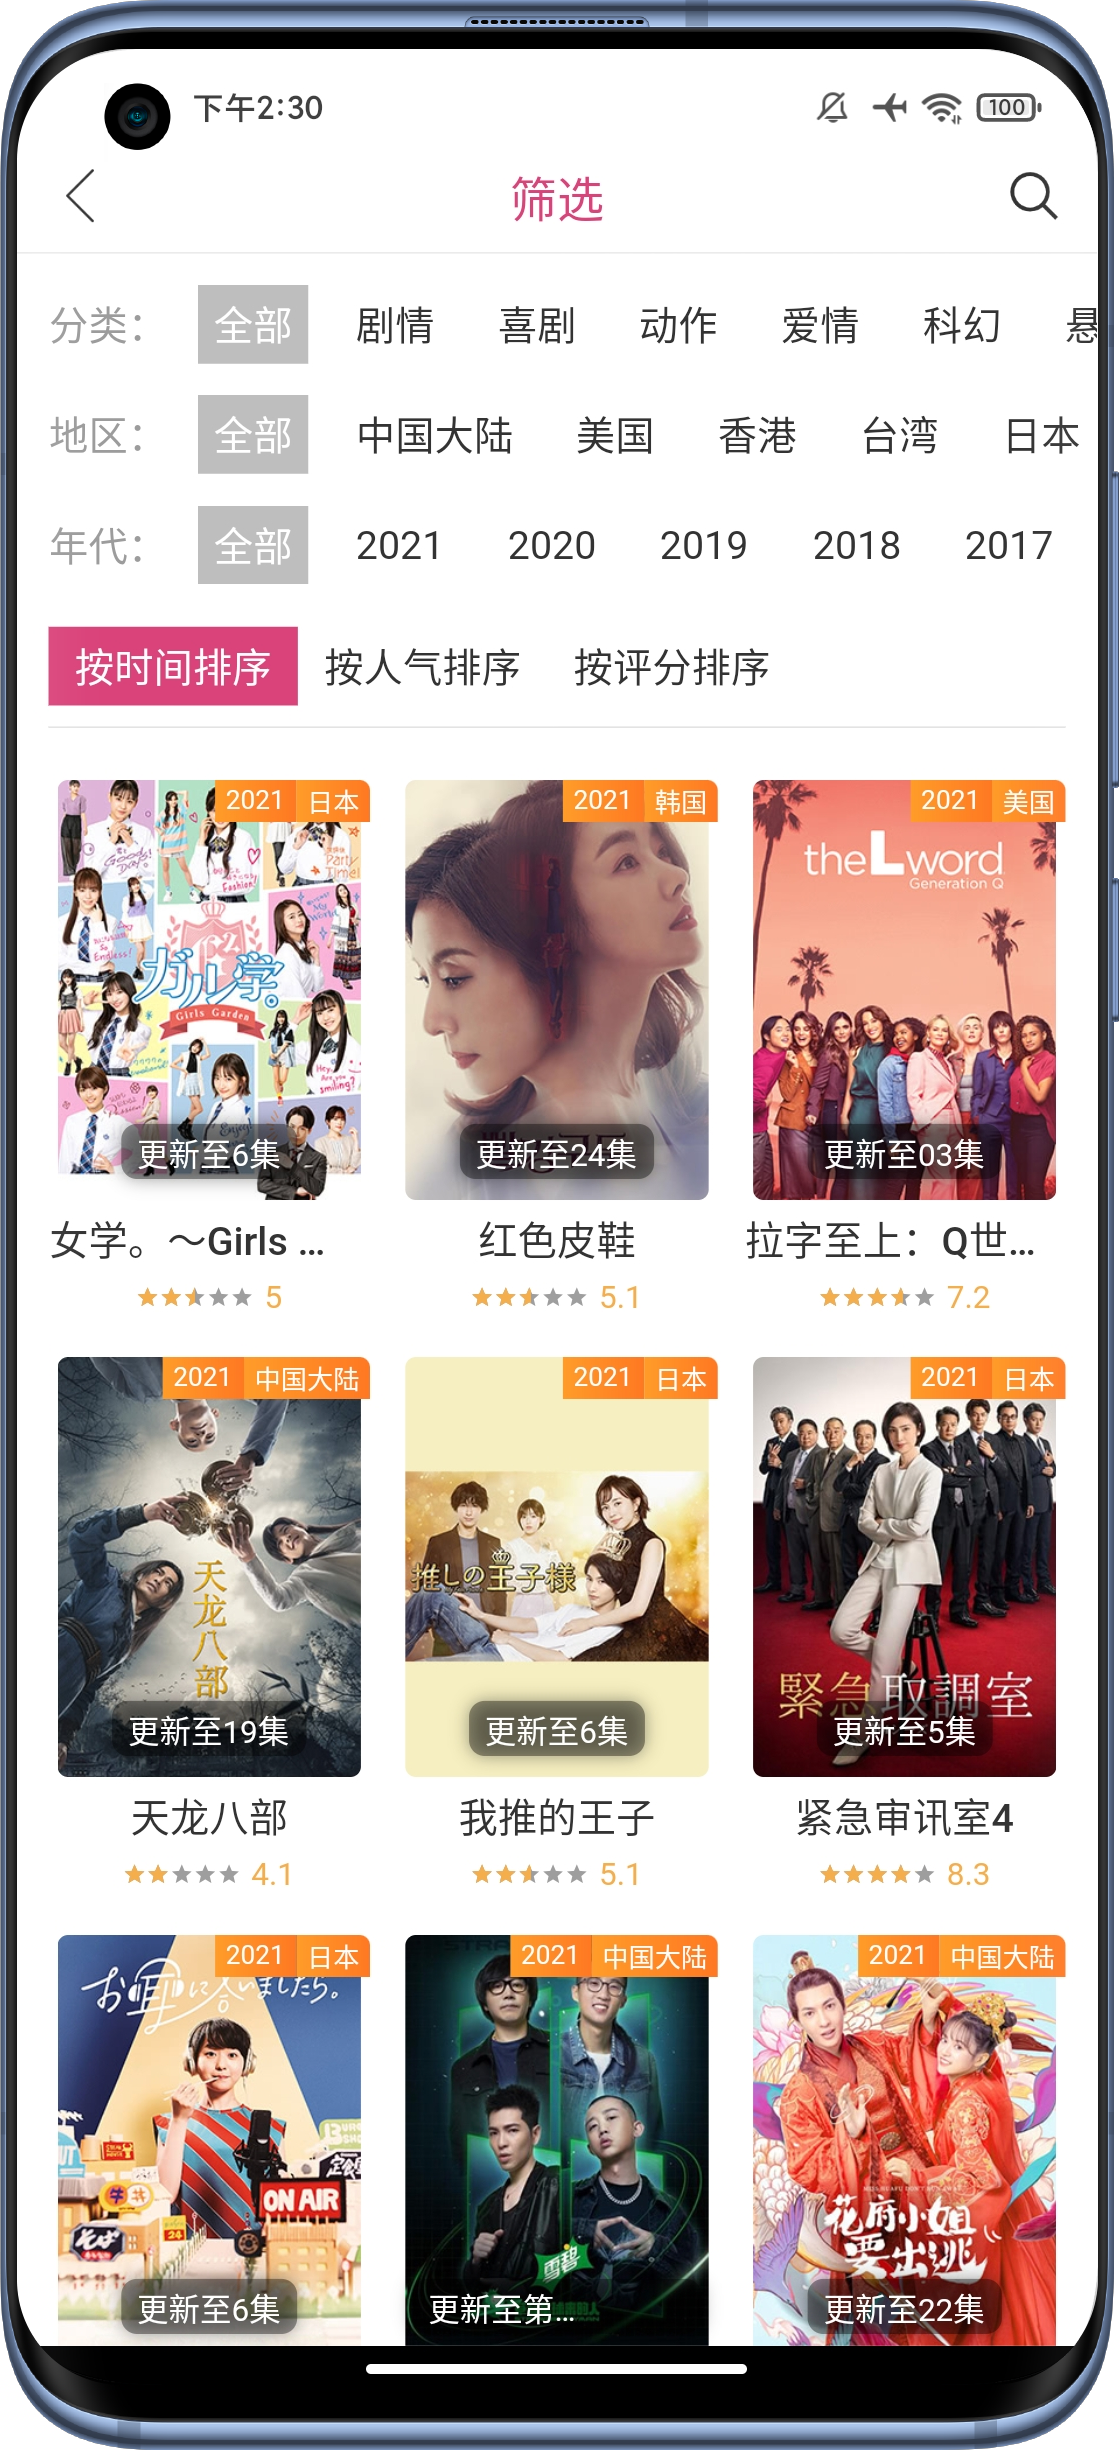 下午2:30
100
筛选
分类： 全部 剧情 喜剧 动作 爱情 科幻 悬
地区： 全部 中国大陆 美国 香港 台湾 日本
年代： 全部 2021 2020 2019 2018 2017
按时间排序 按人气排序 按评分排序
2021 日本
ガル学。
Girls Garden
更新至6集
女学。～Girls ...
5
2021 韩国
更新至24集
红色皮鞋
5.1
2021 美国
the L word
Generation Q
更新至03集
拉字至上：Q世...
7.2
2021 中国大陆
天龙八部
更新至19集
天龙八部
4.1
2021 日本
推しの王子様
更新至6集
我推的王子
5.1
2021 日本
緊急取調室
更新至5集
紧急审讯室4
8.3
2021 日本
お耳に合いましたら。
ON AIR
牛丼
そば
24
更新至6集
2021 中国大陆
雪碧
更新至第...
2021 中国大陆
花府小姐
要出逃
更新至22集